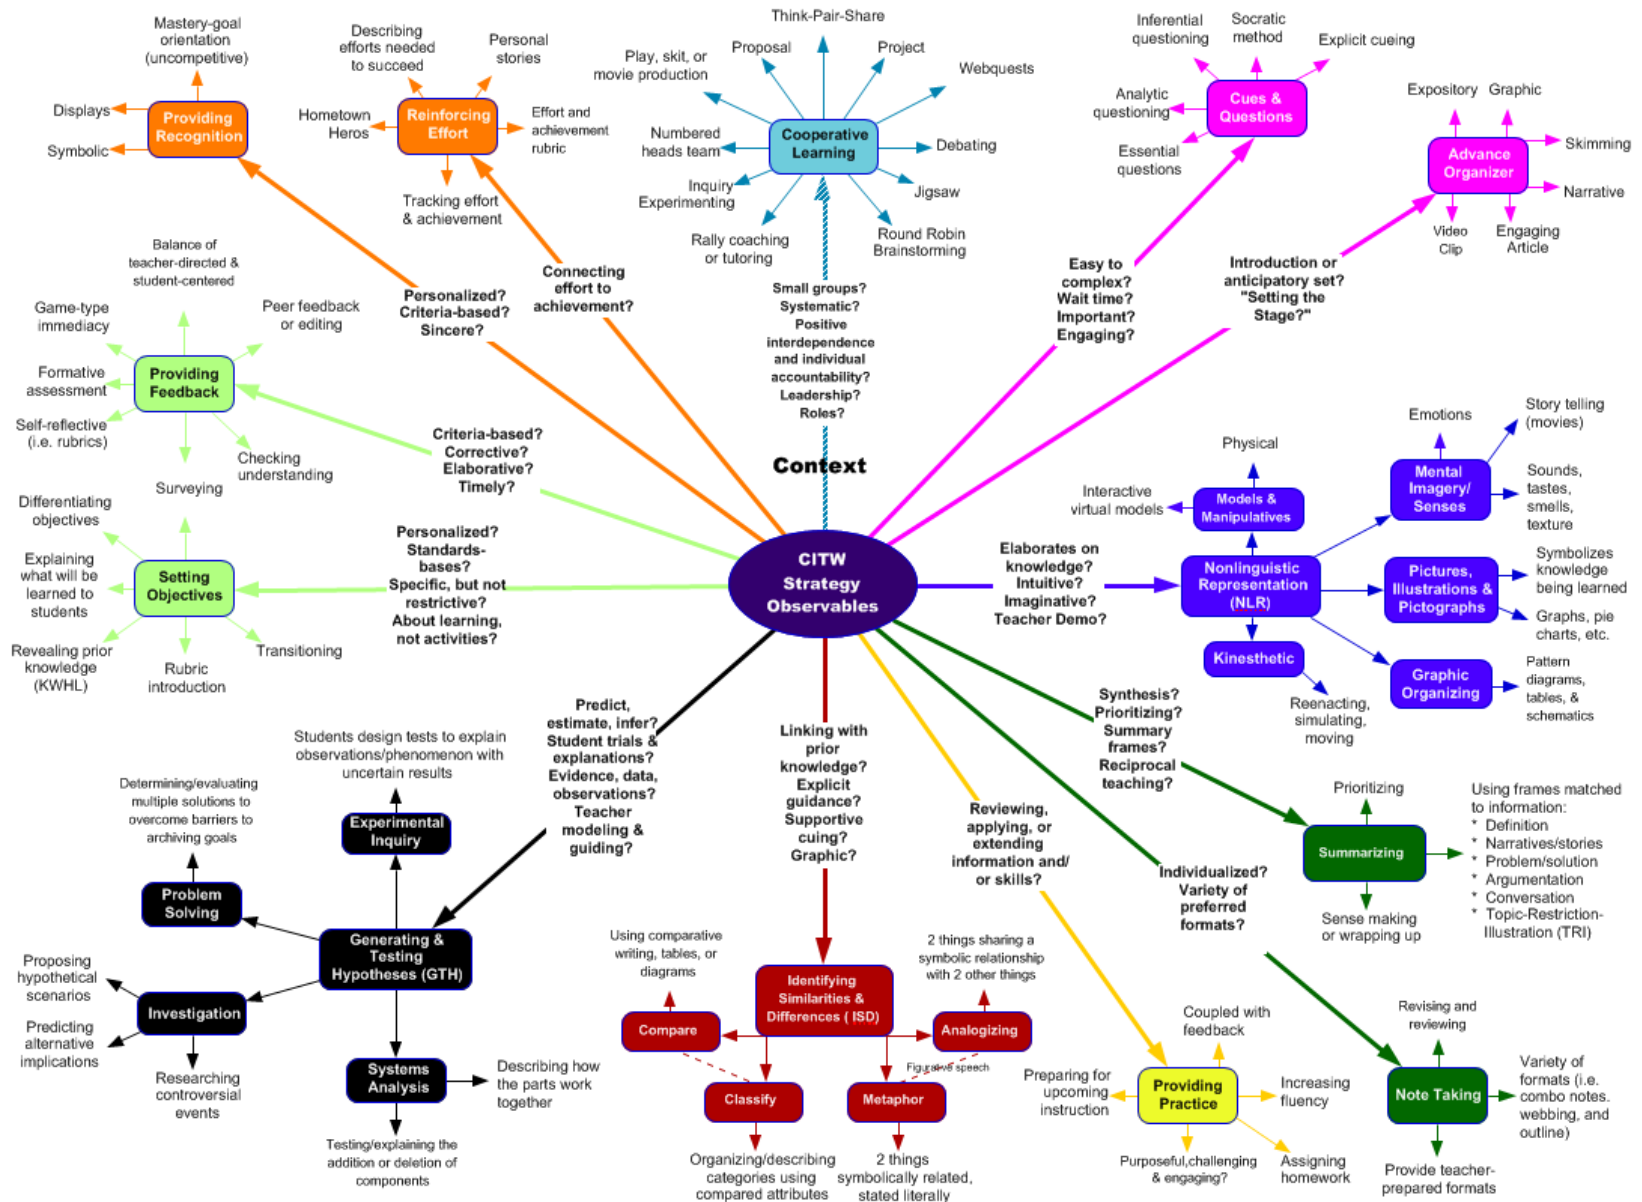 Mastery-goal
orientation
(uncompetitive)
Displays
Symbolic
Providing
Recognition
Describing
efforts needed
to succeed
Personal
stories
Hometown
Heros
Reinforcing
Effort
Effort and
achievement
rubric
Tracking effort
& achievement
Think-Pair-Share
Proposal
Project
Play, skit, or
movie production
Webquests
Numbered
heads team
Cooperative
Learning
Debating
Inquiry
Experimenting
Jigsaw
Rally coaching
or tutoring
Round Robin
Brainstorming
Inferential
questioning
Socratic
method
Explicit cueing
Analytic
questioning
Cues &
Questions
Essential
questions
Expository
Graphic
Skimming
Advance
Organizer
Narrative
Video
Clip
Engaging
Article
Personalized?
Criteria-based?
Sincere?
Connecting
effort to
achievement?
Small groups?
Systematic?
Positive
interdependence
and individual
accountability?
Leadership?
Roles?
Easy to
complex?
Wait time?
Important?
Engaging?
Introduction or
anticipatory set?
"Setting the
Stage?"
Balance of
teacher-directed &
student-centered
Game-type
immediacy
Peer feedback
or editing
Formative
assessment
Providing
Feedback
Self-reflective
(i.e. rubrics)
Checking
understanding
Surveying
Criteria-based?
Corrective?
Elaborative?
Timely?
Context
CITW
Strategy
Observables
Differentiating
objectives
Explaining
what will be
learned to
students
Setting
Objectives
Revealing prior
knowledge
(KWHL)
Rubric
introduction
Transitioning
Personalized?
Standards-
bases?
Specific, but not
restrictive?
About learning,
not activities?
Elaborates on
knowledge?
Intuitive?
Imaginative?
Teacher Demo?
Physical
Interactive
virtual models
Models &
Manipulatives
Nonlinguistic
Representation
(NLR)
Kinesthetic
Reenacting,
simulating,
moving
Emotions
Story telling
(movies)
Mental
Imagery/
Senses
Sounds,
tastes,
smells,
texture
Pictures,
Illustrations &
Pictographs
Symbolizes
knowledge
being learned
Graphs, pie
charts, etc.
Graphic
Organizing
Pattern
diagrams,
tables, &
schematics
Predict,
estimate, infer?
Student trials &
explanations?
Evidence, data,
observations?
Teacher
modeling &
guiding?
Students design tests to explain
observations/phenomenon with
uncertain results
Experimental
Inquiry
Determining/evaluating
multiple solutions to
overcome barriers to
archiving goals
Problem
Solving
Generating &
Testing
Hypotheses (GTH)
Proposing
hypothetical
scenarios
Investigation
Predicting
alternative
implications
Researching
controversial
events
Systems
Analysis
Describing how
the parts work
together
Testing/explaining the
addition or deletion of
components
Linking with
prior
knowledge?
Explicit
guidance?
Supportive
cuing?
Graphic?
Using comparative
writing, tables, or
diagrams
2 things sharing a
symbolic relationship
with 2 other things
Identifying
Similarities &
Differences ( ISD)
Compare
Analogizing
Figurative speech
Classify
Metaphor
Organizing/describing
categories using
compared attributes
2 things
symbolically related,
stated literally
Reviewing,
applying, or
extending
information and/
or skills?
Coupled with
feedback
Preparing for
upcoming
instruction
Providing
Practice
Increasing
fluency
Purposeful,challenging
& engaging?
Assigning
homework
Synthesis?
Prioritizing?
Summary
frames?
Reciprocal
teaching?
Prioritizing
Summarizing
Sense making
or wrapping up
Using frames matched
to information:
* Definition
* Narratives/stories
* Problem/solution
* Argumentation
* Conversation
* Topic-Restriction-
Illustration (TRI)
Individualized?
Variety of
preferred
formats?
Revising and
reviewing
Note Taking
Variety of
formats (i.e.
combo notes.
webbing, and
outline)
Provide teacher-
prepared formats